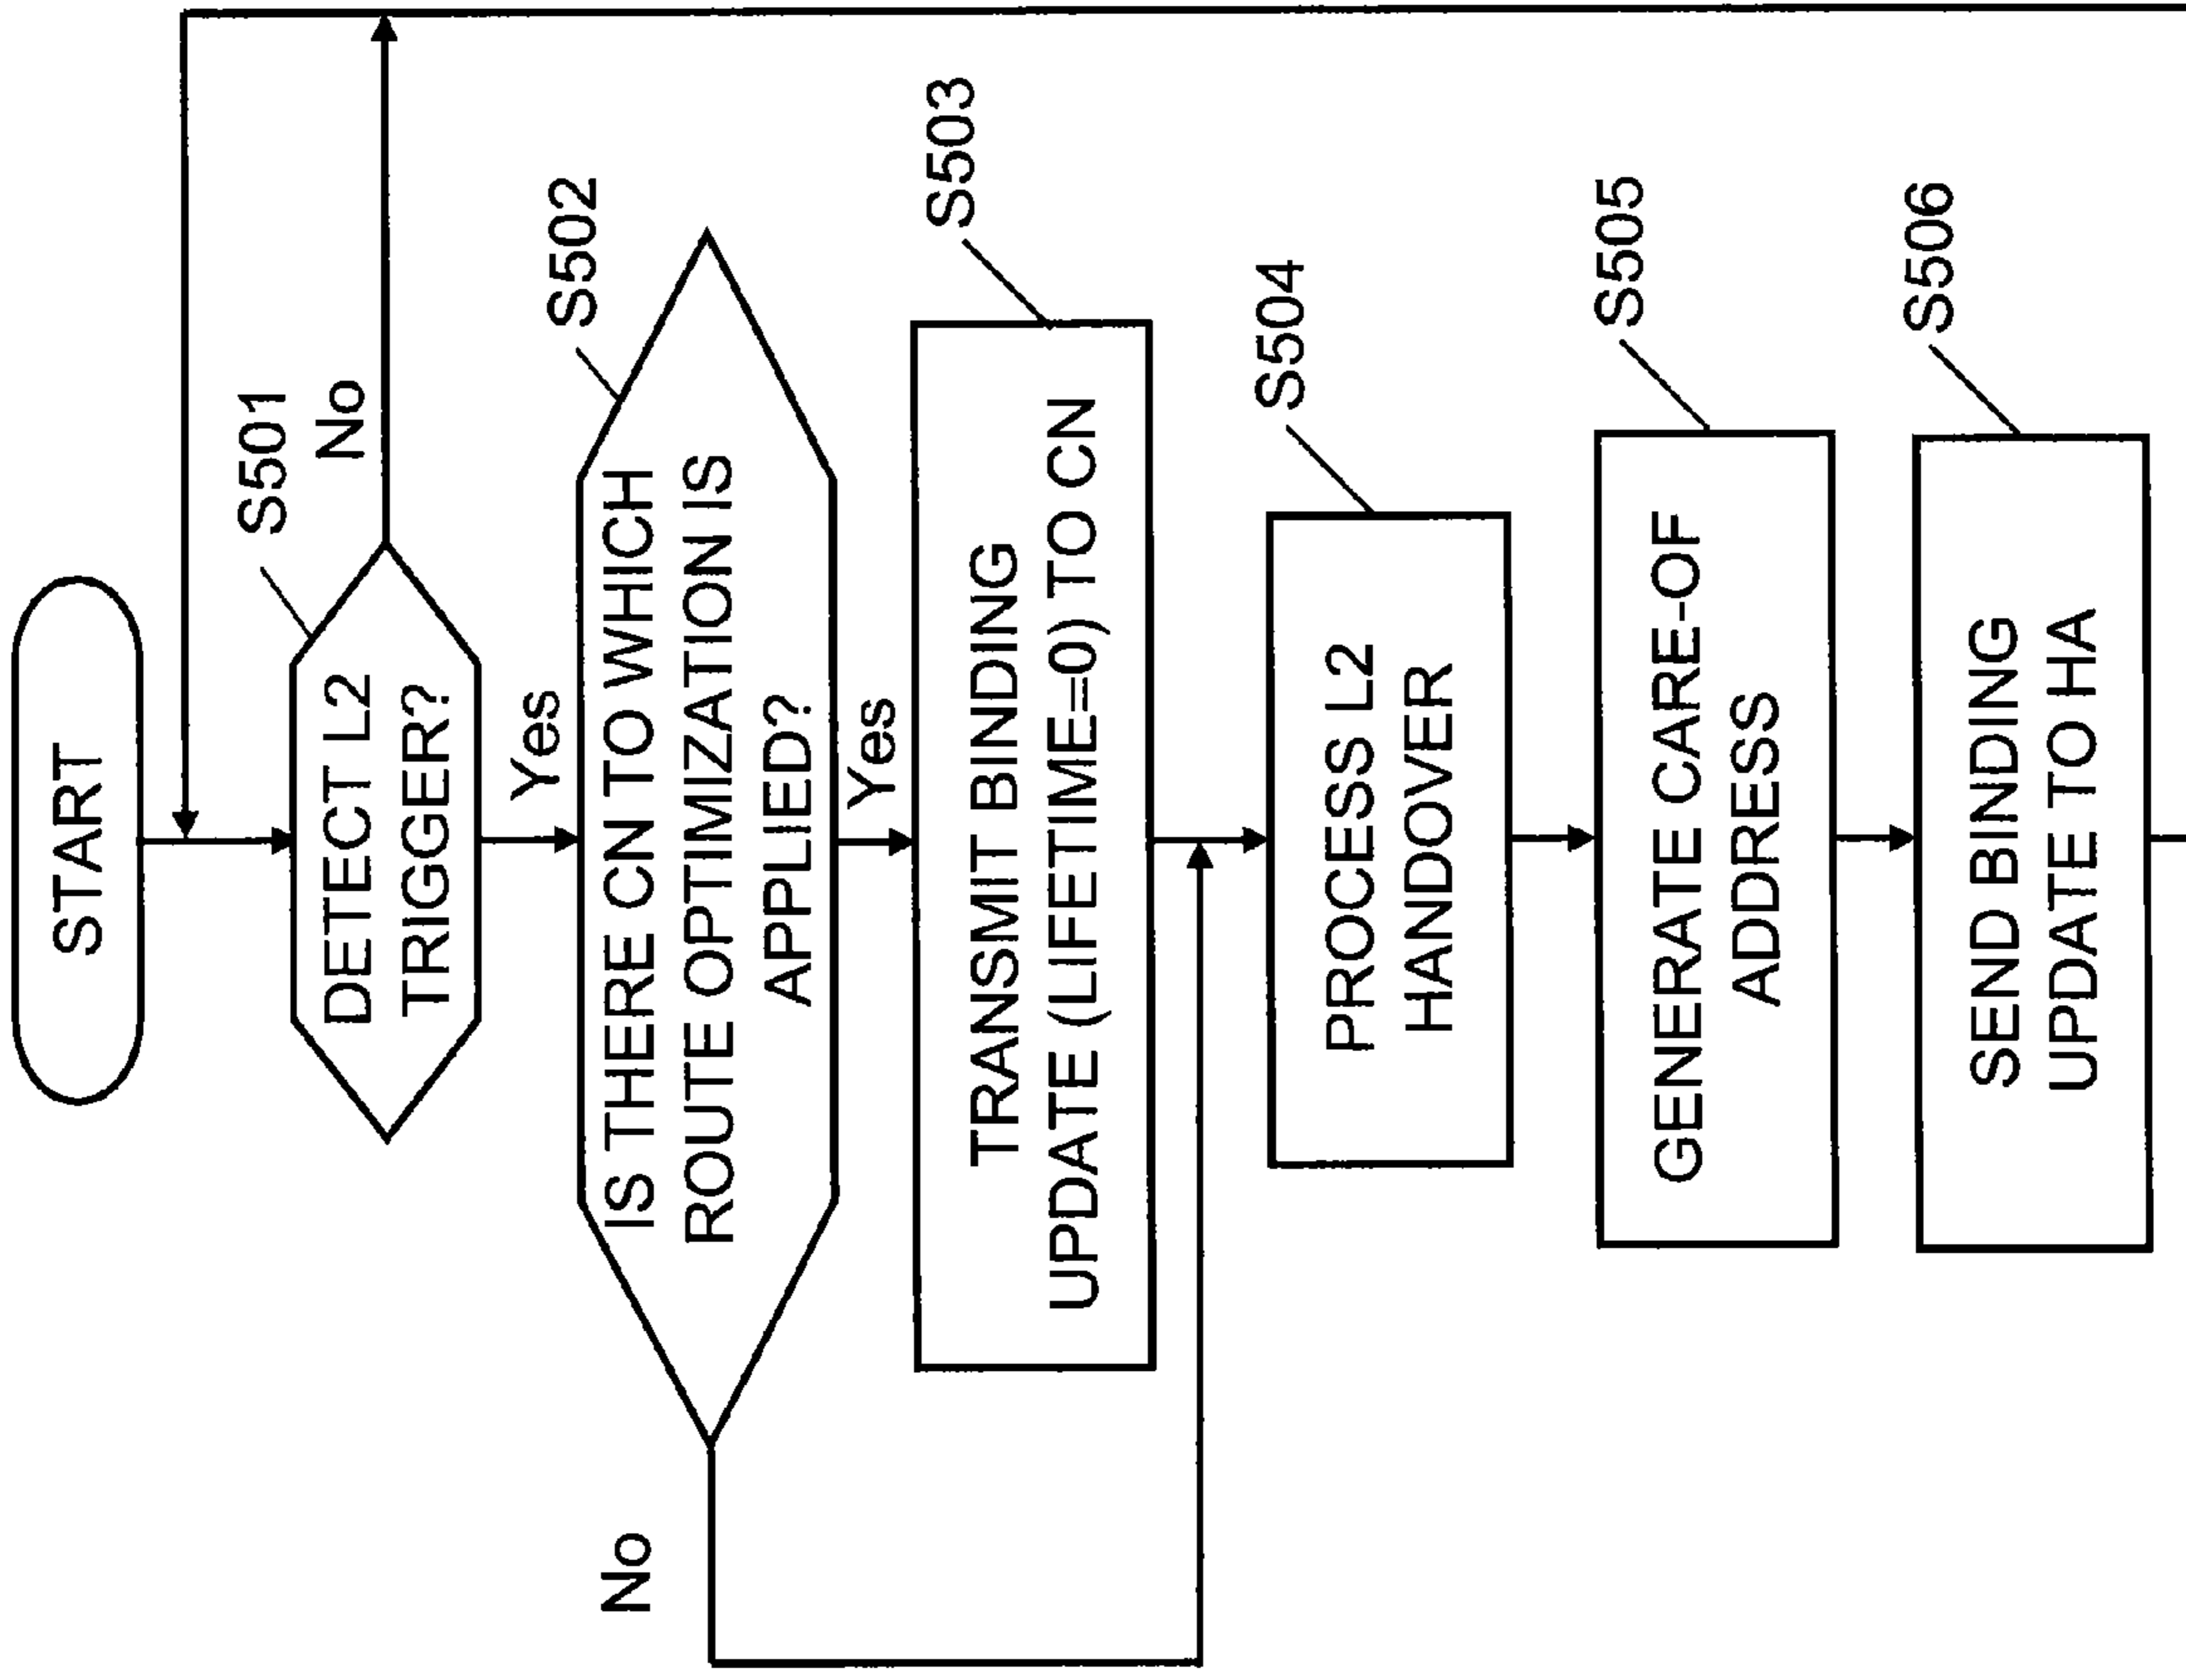 START
S501
DETECT L2
TRIGGER?
No
Yes
S502
IS THERE CN TO WHICH
ROUTE OPTIMIZATION IS
APPLIED?
No
Yes
S503
TRANSMIT BINDING
UPDATE (LIFETIME=0) TO CN
S504
PROCESS L2
HANDOVER
S505
GENERATE CARE-OF
ADDRESS
S506
SEND BINDING
UPDATE TO HA